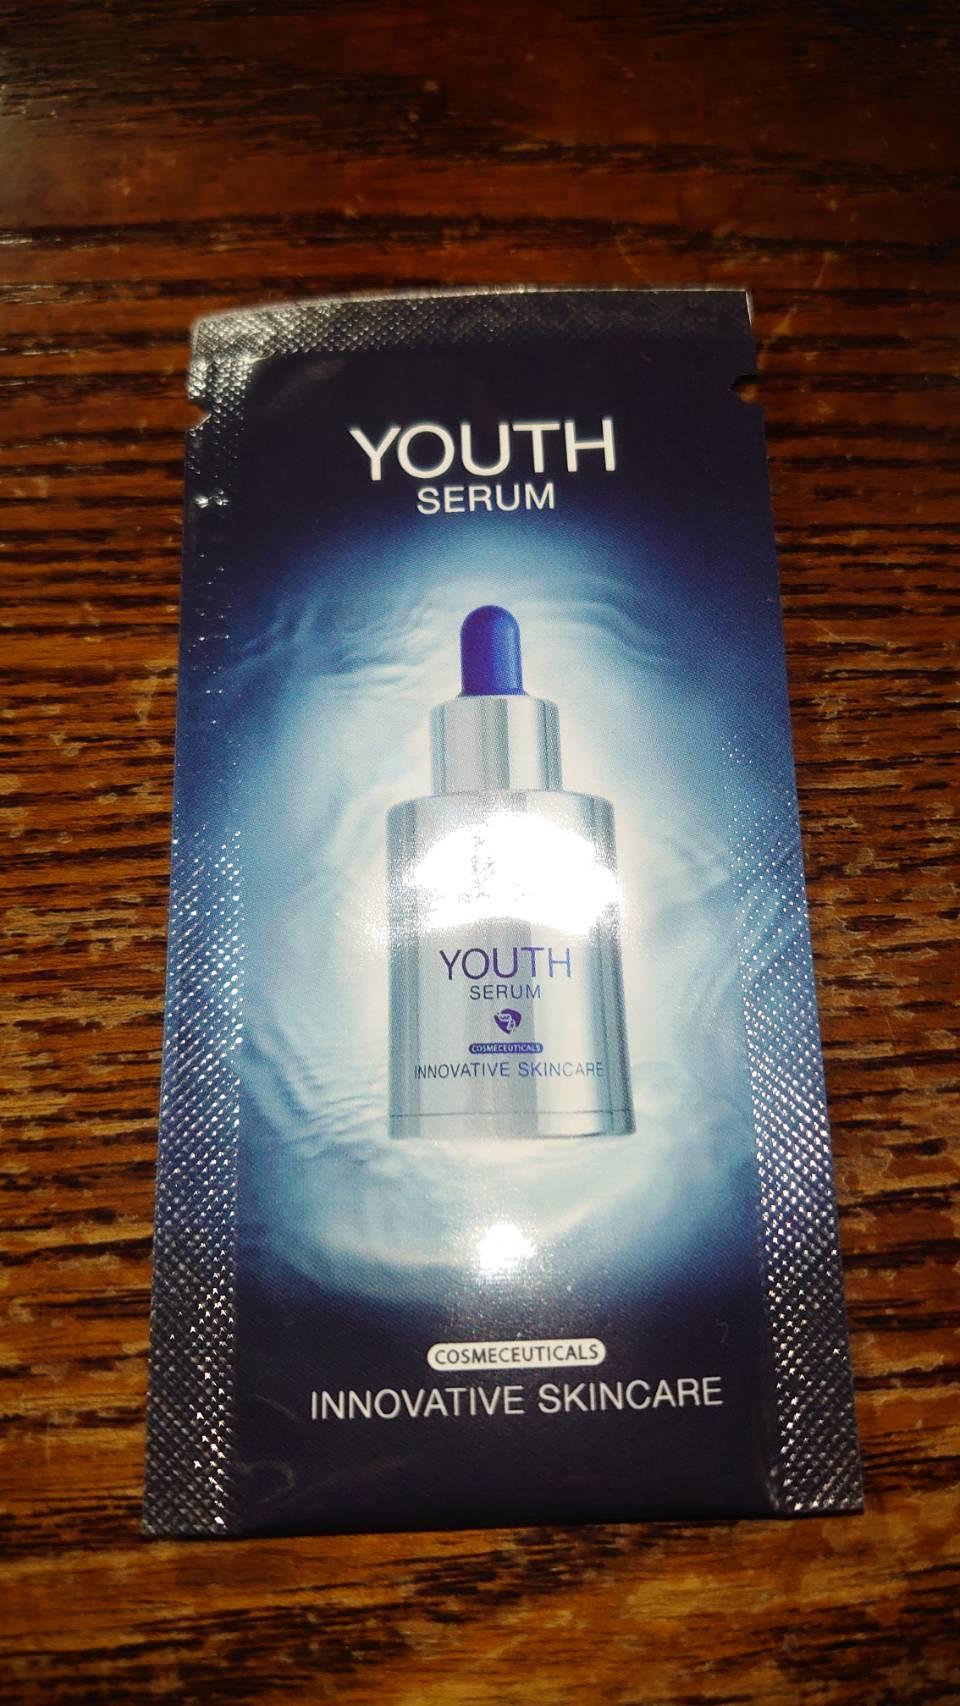 YOUTH
SERUM
YOUTH
SERUM
COSMECEUTICALS
INNOVATIVE SKINCARE
COSMECEUTICALS
INNOVATIVE SKINCARE